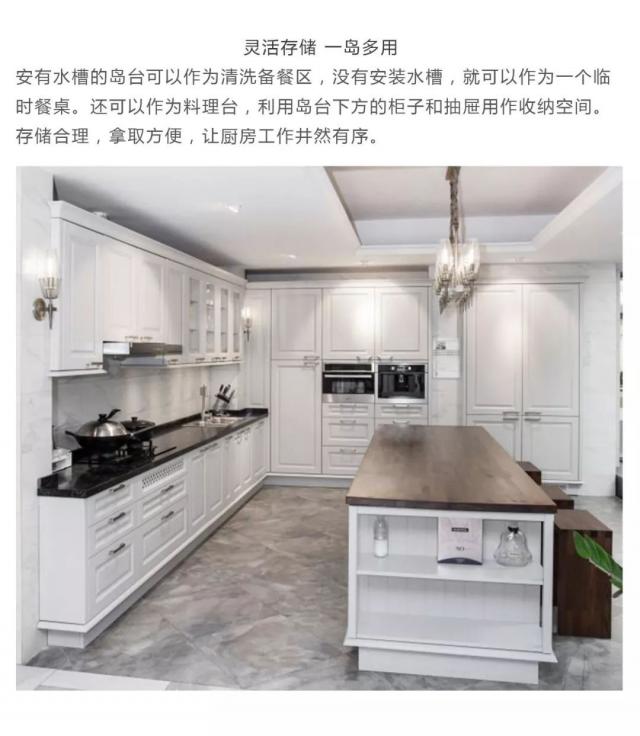 灵活存储 一岛多用
安有水槽的岛台可以作为清洗备餐区，没有安装水槽，就可以作为一个临
时餐桌。还可以作为料理台，利用岛台下方的柜子和抽屉用作收纳空间。
存储合理，拿取方便，让厨房工作井然有序。